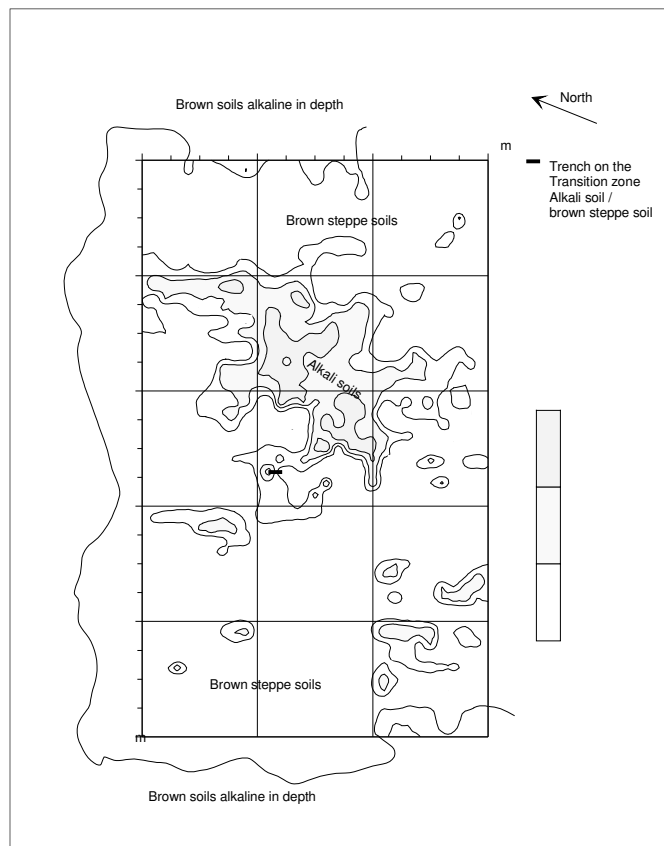 Brown soils alkaline in depth
North
m
Trench on the
Transition zone
Alkali soil /
brown steppe soil
Brown steppe soils
Alkali soils
Brown steppe soils
m
Brown soils alkaline in depth